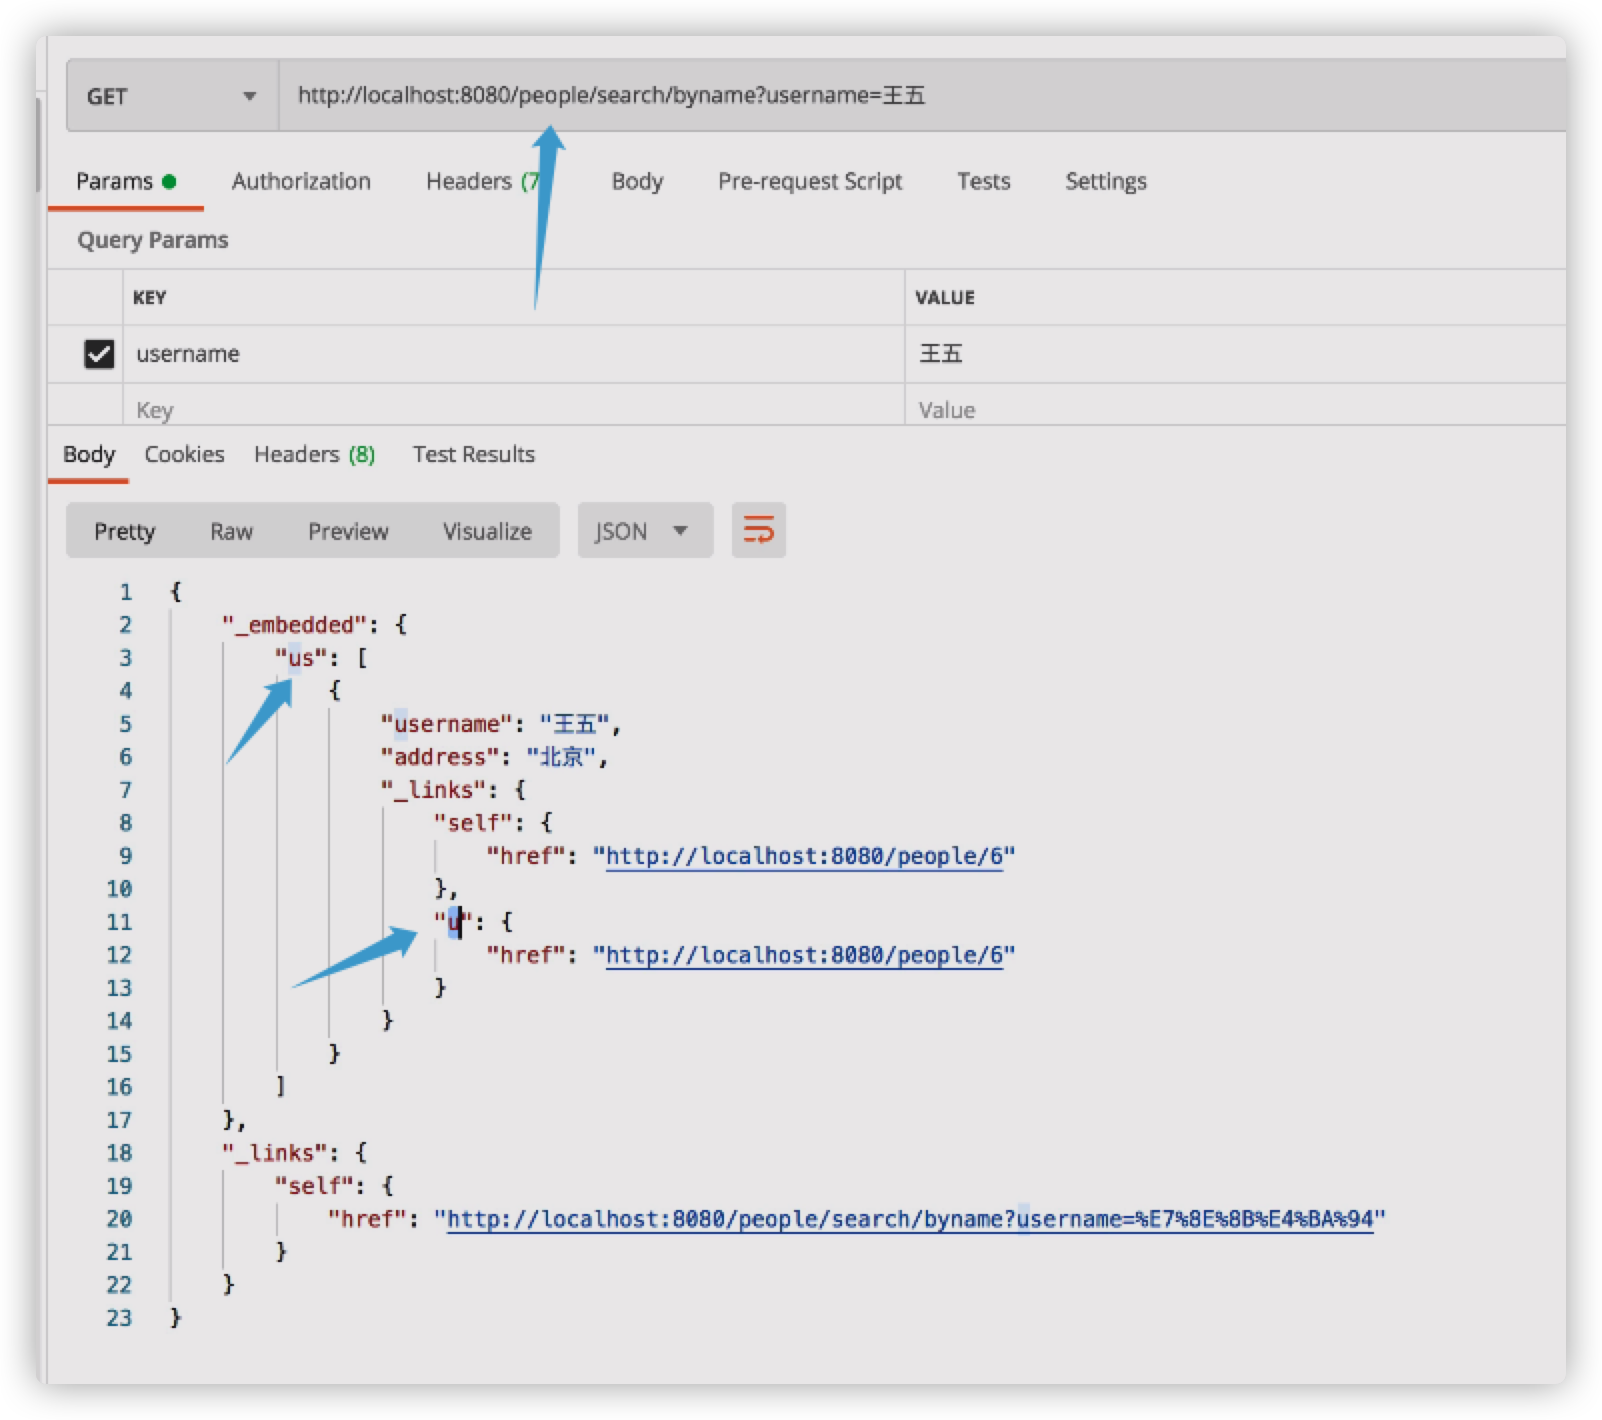 GET http://localhost:8080/people/search/byname?username=王五
Params Authorization Headers (7 Body Pre-request Script Tests Settings
Query Params
KEY VALUE
username 王五
Key Value
Body Cookies Headers (8) Test Results
Pretty Raw Preview Visualize JSON
1 {
2 "_embedded": {
3 "us": [
4 {
5 "username": "王五",
6 "address": "北京",
7 "_links": {
8 "self": {
9 "href": "http://localhost:8080/people/6"
10 },
11 "u": {
12 "href": "http://localhost:8080/people/6"
13 }
14 }
15 }
16 ]
17 },
18 "_links": {
19 "self": {
20 "href": "http://localhost:8080/people/search/byname?username=%E7%8E%8B%E4%BA%94"
21 }
22 }
23 }